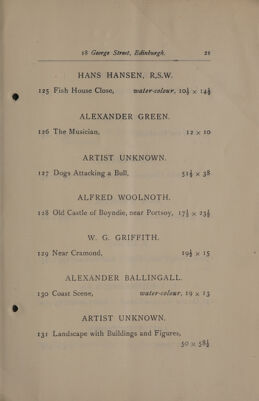 18 George Street, Edinburgh. 21
HANS HANSEN, R.S.W.
125 Fish House Close, water-colour, 10½ × 14½
ALEXANDER GREEN.
126 The Musician, 12 × 10
ARTIST UNKNOWN.
127 Dogs Attacking a Bull, 51½ × 38
ALFRED WOOLNOTH.
128 Old Castle of Boyndie, near Portsoy, 17½ × 23½
W. G. GRIFFITH.
129 Near Cramond, 19½ × 15
ALEXANDER BALLINGALL.
130 Coast Scene, water-colour, 19 × 13
ARTIST UNKNOWN.
131 Landscape with Buildings and Figures,
50 × 58½